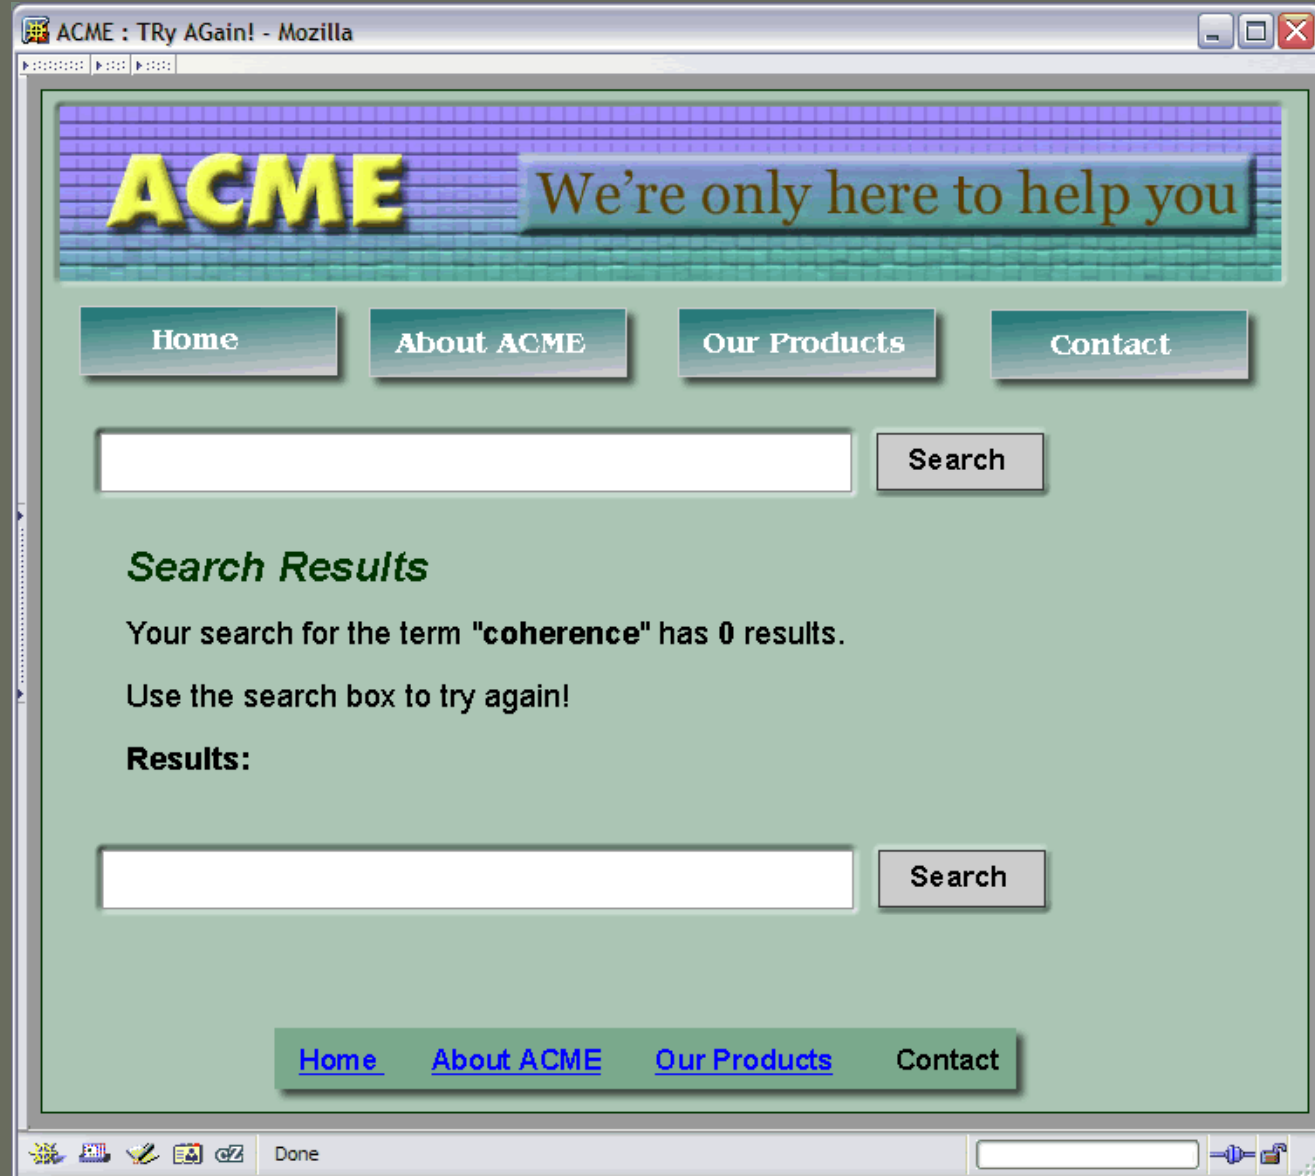 ACME : TRy AGain! - Mozilla
ACME We're only here to help you
Home About ACME Our Products Contact
Search
Search Results
Your search for the term "coherence" has 0 results.
Use the search box to try again!
Results:
Search
Home About ACME Our Products Contact
Done